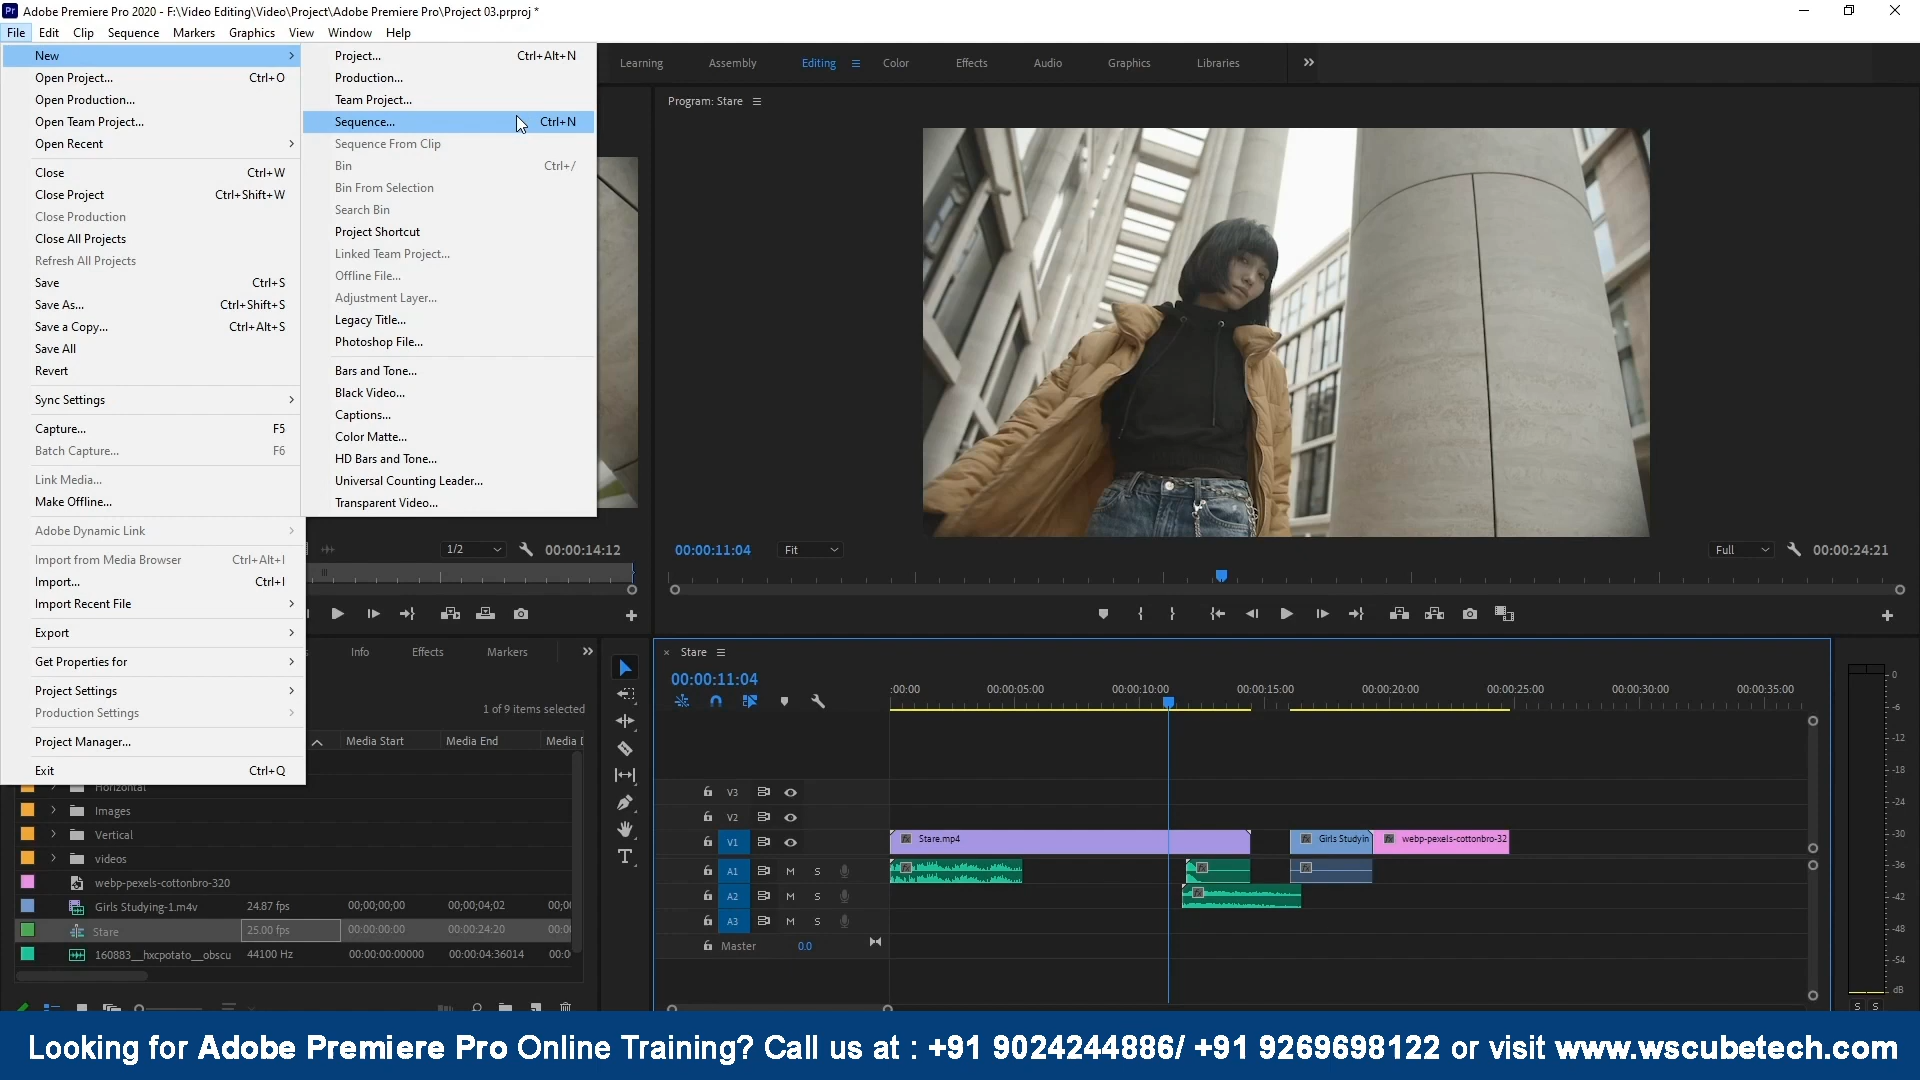 Pr Adobe Premiere Pro 2020 - F:\Video Editing\Video\Project\Adobe Premiere Pro\Project 03.prproj *
File Edit Clip Sequence Markers Graphics View Window Help
New
Open Project... Ctrl+O
Open Production...
Open Team Project...
Open Recent
Close Ctrl+W
Close Project Ctrl+Shift+W
Close Production
Close All Projects
Refresh All Projects
Save Ctrl+S
Save As... Ctrl+Shift+S
Save a Copy... Ctrl+Alt+S
Save All
Revert
Sync Settings
Capture... F5
Batch Capture... F6
Link Media...
Make Offline...
Adobe Dynamic Link
Import from Media Browser Ctrl+Alt+I
Import... Ctrl+I
Import Recent File
Export
Get Properties for
Project Settings
Production Settings
Project Manager...
Exit Ctrl+Q
Project... Ctrl+Alt+N
Production...
Team Project...
Sequence... Ctrl+N
Sequence From Clip
Bin Ctrl+/
Bin From Selection
Search Bin
Project Shortcut
Linked Team Project...
Offline File...
Adjustment Layer...
Legacy Title...
Photoshop File...
Bars and Tone...
Black Video...
Captions...
Color Matte...
HD Bars and Tone...
Universal Counting Leader...
Transparent Video...
Learning Assembly Editing Color Effects Audio Graphics Libraries
Program: Stare
1/2 00:00:14:12
00:00:11:04 Fit Full 00:00:24:21
Info Effects Markers
1 of 9 items selected
Media Start Media End Media
Horizontal
Images
Vertical
videos
webp-pexels-cottonbro-320
Girls Studying-1.m4v 24.87 fps 00;00;00;00 00;00;04;02 00;0
Stare 25.00 fps 00:00:00:00 00:00:24:20 00:0
160883__hxcpotato__obscu 44100 Hz 00:00:00:00000 00:00:04:36014 00:0
Stare
00:00:11:04
:00:00 00:00:05:00 00:00:10:00 00:00:15:00 00:00:20:00 00:00:25:00 00:00:30:00 00:00:35:00
V3
V2
V1 fx Stare.mp4 fx Girls Studyin fx webp-pexels-cottonbro-32
A1 M S
A2 M S
A3 M S
Master 0.0
0
-6
-12
-18
-24
-30
-36
-42
-48
-54
dB
S S
Looking for Adobe Premiere Pro Online Training? Call us at : +91 9024244886/ +91 9269698122 or visit www.wscubetech.com